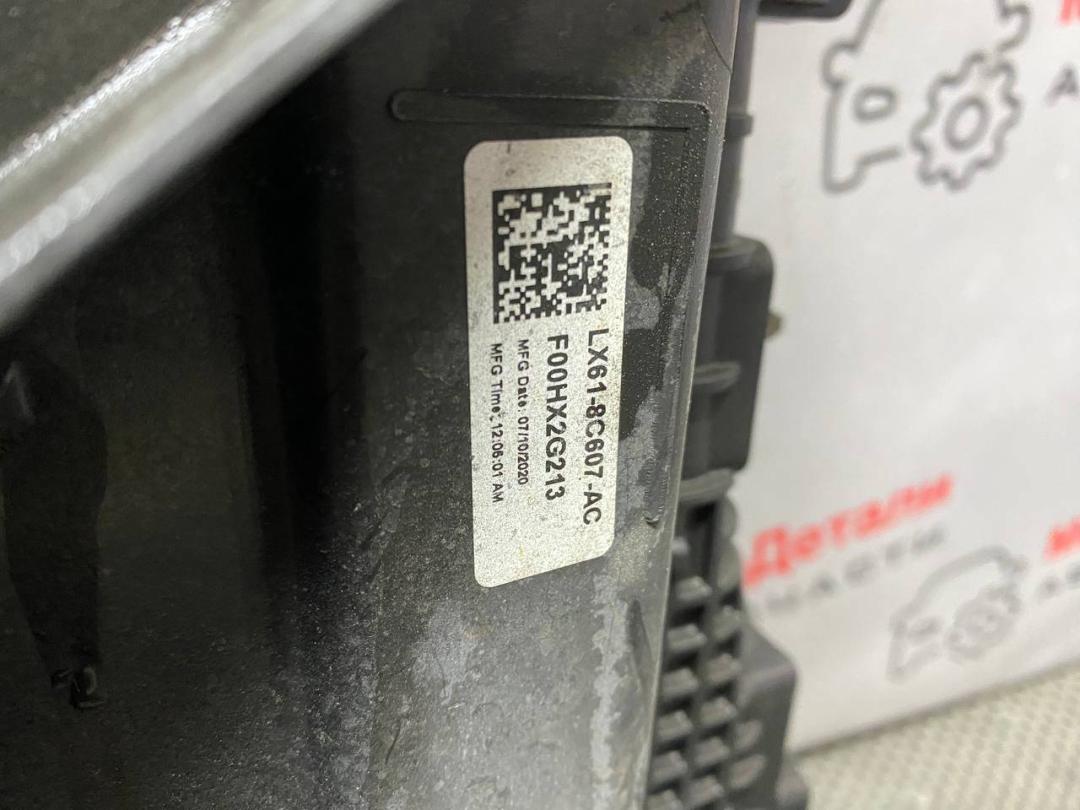 LX61-8C607-AC
F00HX2G213
MFG Date: 07/10/2020
MFG Time: 12:06:01 AM
Детали